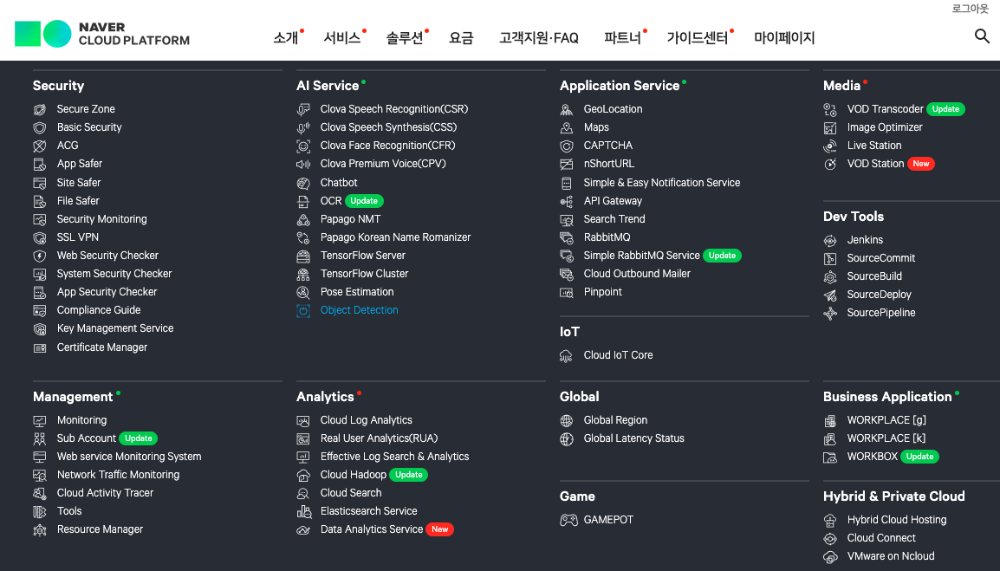 로그아웃
NAVER
CLOUD PLATFORM
소개 서비스 솔루션 요금 고객지원·FAQ 파트너 가이드센터 마이페이지
Security
Secure Zone
Basic Security
ACG
App Safer
Site Safer
File Safer
Security Monitoring
SSL VPN
Web Security Checker
System Security Checker
App Security Checker
Compliance Guide
Key Management Service
Certificate Manager
AI Service
Clova Speech Recognition(CSR)
Clova Speech Synthesis(CSS)
Clova Face Recognition(CFR)
Clova Premium Voice(CPV)
Chatbot
OCR Update
Papago NMT
Papago Korean Name Romanizer
TensorFlow Server
TensorFlow Cluster
Pose Estimation
Object Detection
Application Service
GeoLocation
Maps
CAPTCHA
nShortURL
Simple & Easy Notification Service
API Gateway
Search Trend
RabbitMQ
Simple RabbitMQ Service Update
Cloud Outbound Mailer
Pinpoint
IoT
Cloud IoT Core
Media
VOD Transcoder Update
Image Optimizer
Live Station
VOD Station New
Dev Tools
Jenkins
SourceCommit
SourceBuild
SourceDeploy
SourcePipeline
Management
Monitoring
Sub Account Update
Web service Monitoring System
Network Traffic Monitoring
Cloud Activity Tracer
Tools
Resource Manager
Analytics
Cloud Log Analytics
Real User Analytics(RUA)
Effective Log Search & Analytics
Cloud Hadoop Update
Cloud Search
Elasticsearch Service
Data Analytics Service New
Global
Global Region
Global Latency Status
Game
GAMEPOT
Business Application
WORKPLACE [g]
WORKPLACE [k]
WORKBOX Update
Hybrid & Private Cloud
Hybrid Cloud Hosting
Cloud Connect
VMware on Ncloud